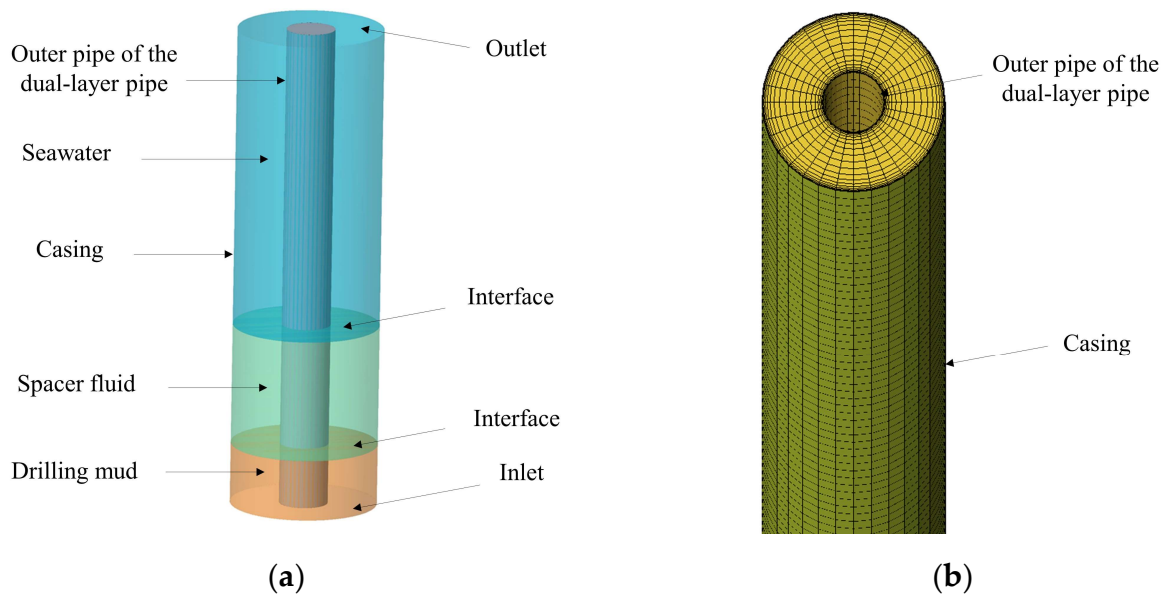 Outlet
Outer pipe of the
dual-layer pipe
Seawater
Casing
Interface
Spacer fluid
Interface
Drilling mud
Inlet
(a)
Outer pipe of the
dual-layer pipe
Casing
(b)